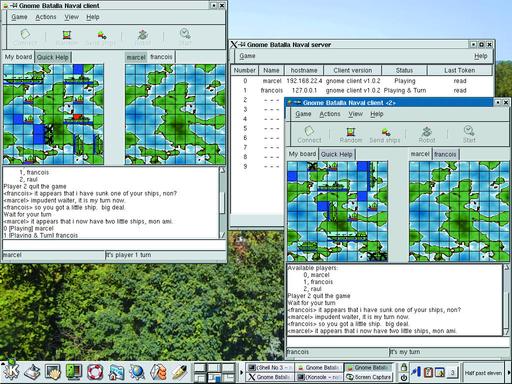 Gnome Batalla Naval client
Game Actions View Help
Connect Random Send ships Robot Start
My board Quick Help marcel francois
1, francois
2, raul
Player 2 quit the game
<francois> it appears that i have sunk one of your ships, non?
<marcel> impudent waiter, it is my turn now.
<francois> so you got a little ship. big deal.
Wait for your turn
<marcel> it appears that i now have two little ships, mon ami.
0 [Playing] marcel
1 [Playing & Turn] francois
marcel It's player 1 turn
Gnome Batalla Naval server
Number Name hostname Client version Status Last Token
0 marcel 192.168.22.4 gnome client v1.0.2 Playing read
1 francois 127.0.0.1 gnome client v1.0.2 Playing & Turn read
2 - - -
3 - - -
4 - - -
5 - - -
6 - - -
7 - - -
8 - - -
9 - - -
Gnome Batalla Naval client <2>
Game Actions View Help
Connect Random Send ships Robot Start
My board Quick Help marcel francois
Available players:
0, marcel
1, francois
2, raul
Player 2 quit the game
Wait for your turn
<francois> it appears that i have sunk one of your ships, non?
<marcel> impudent waiter, it is my turn now.
<francois> so you got a little ship. big deal.
<marcel> it appears that i now have two little ships, mon ami.
francois It's my turn
(Shell No 3 - Gnome Batalla Gnome Batalla
Gnome Batalla (Konsole - Screen Capture
3
Half past eleven